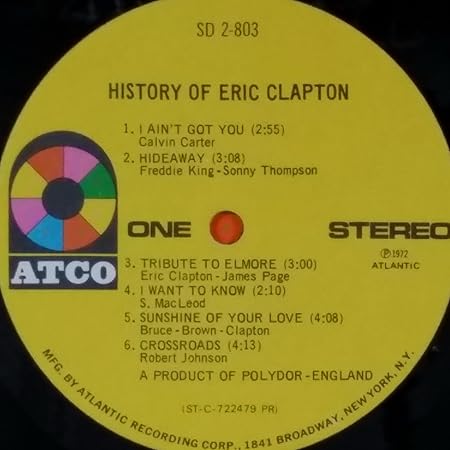 SD 2-803
HISTORY OF ERIC CLAPTON
1. I AIN'T GOT YOU (2:55)
Calvin Carter
2. HIDEAWAY (3:08)
Freddie King - Sonny Thompson
ONE
STEREO
℗1972
ATLANTIC
ATCO
3. TRIBUTE TO ELMORE (3:00)
Eric Clapton - James Page
4. I WANT TO KNOW (2:10)
S. MacLeod
5. SUNSHINE OF YOUR LOVE (4:08)
Bruce - Brown - Clapton
6. CROSSROADS (4:13)
Robert Johnson
A PRODUCT OF POLYDOR - ENGLAND
(ST-C-722479 PR)
MFG. BY ATLANTIC RECORDING CORP., 1841 BROADWAY, NEW YORK, N.Y.